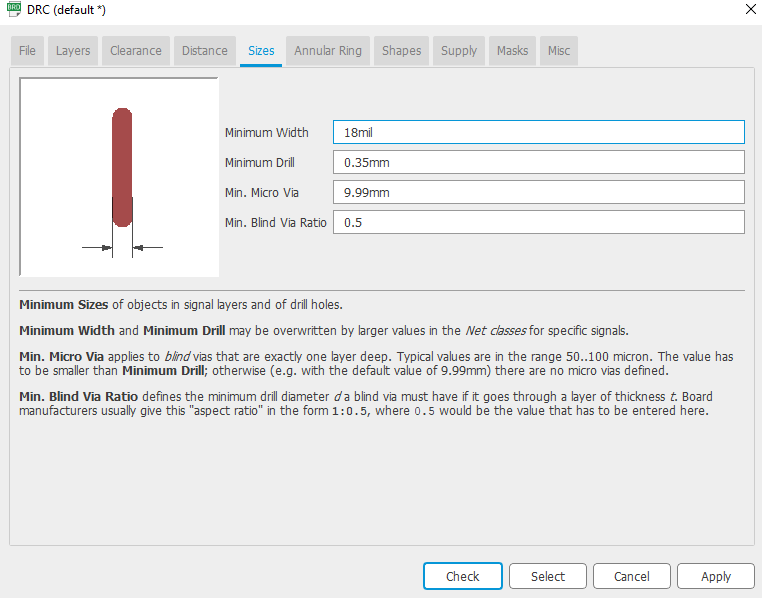 DRC (default *)
File Layers Clearance Distance Sizes Annular Ring Shapes Supply Masks Misc
Minimum Width 18mil
Minimum Drill 0.35mm
Min. Micro Via 9.99mm
Min. Blind Via Ratio 0.5
Minimum Sizes of objects in signal layers and of drill holes.
Minimum Width and Minimum Drill may be overwritten by larger values in the Net classes for specific signals.
Min. Micro Via applies to blind vias that are exactly one layer deep. Typical values are in the range 50..100 micron. The value has
to be smaller than Minimum Drill; otherwise (e.g. with the default value of 9.99mm) there are no micro vias defined.
Min. Blind Via Ratio defines the minimum drill diameter d a blind via must have if it goes through a layer of thickness t. Board
manufacturers usually give this "aspect ratio" in the form 1:0.5, where 0.5 would be the value that has to be entered here.
Check Select Cancel Apply